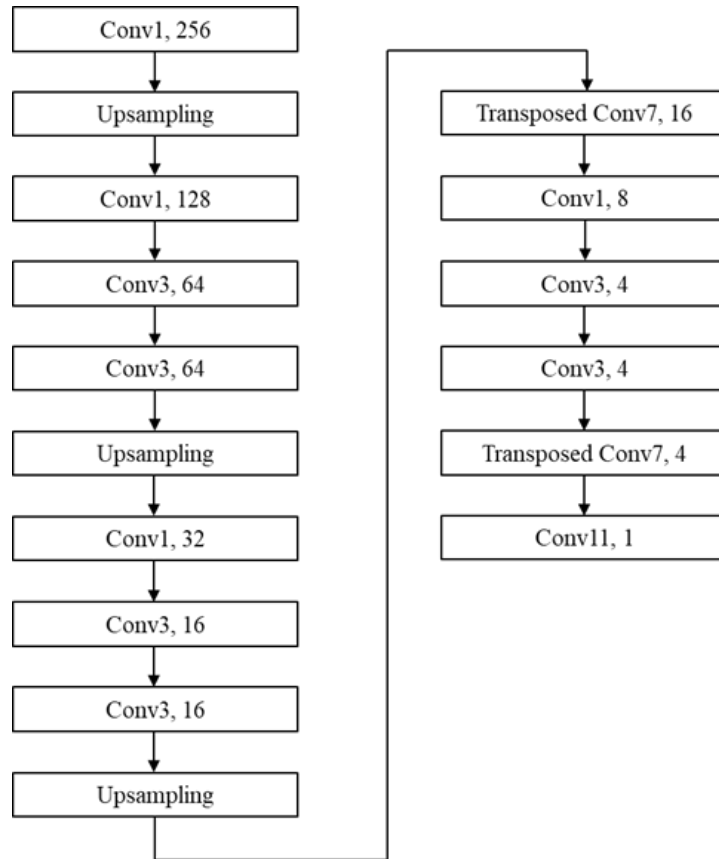 Conv1, 256
Upsampling
Conv1, 128
Conv3, 64
Conv3, 64
Upsampling
Conv1, 32
Conv3, 16
Conv3, 16
Upsampling
Transposed Conv7, 16
Conv1, 8
Conv3, 4
Conv3, 4
Transposed Conv7, 4
Conv11, 1